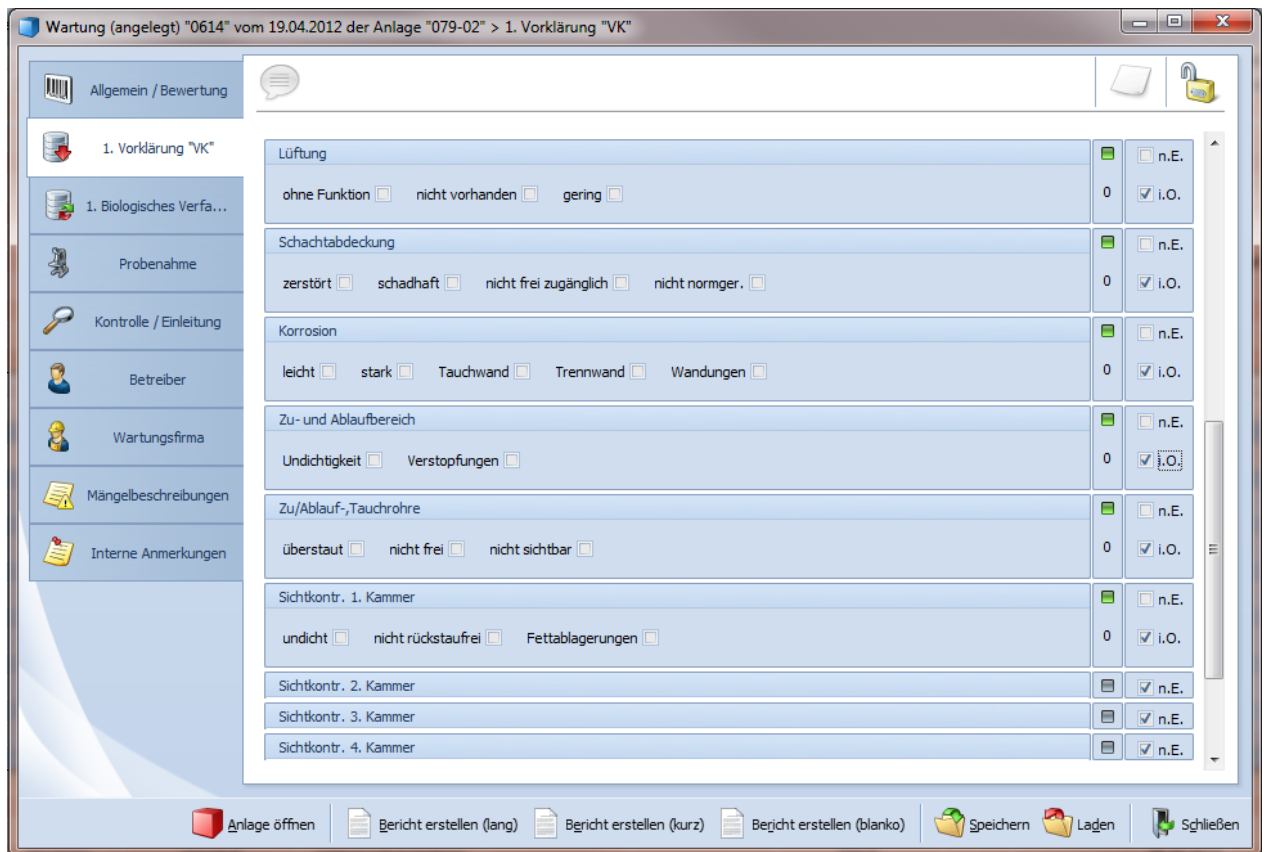 Wartung (angelegt) "0614" vom 19.04.2012 der Anlage "079-02" > 1. Vorklärung "VK"
Allgemein / Bewertung
1. Vorklärung "VK"
1. Biologisches Verfa...
Probenahme
Kontrolle / Einleitung
Betreiber
Wartungsfirma
Mängelbeschreibungen
Interne Anmerkungen
Lüftung n.E.
ohne Funktion nicht vorhanden gering 0 i.O.
Schachtabdeckung n.E.
zerstört schadhaft nicht frei zugänglich nicht normger. 0 i.O.
Korrosion n.E.
leicht stark Tauchwand Trennwand Wandungen 0 i.O.
Zu- und Ablaufbereich n.E.
Undichtigkeit Verstopfungen 0 i.O.
Zu/Ablauf-,Tauchrohre n.E.
überstaut nicht frei nicht sichtbar 0 i.O.
Sichtkontr. 1. Kammer n.E.
undicht nicht rückstaufrei Fettablagerungen 0 i.O.
Sichtkontr. 2. Kammer n.E.
Sichtkontr. 3. Kammer n.E.
Sichtkontr. 4. Kammer n.E.
Anlage öffnen Bericht erstellen (lang) Bericht erstellen (kurz) Bericht erstellen (blanko) Speichern Laden Schließen